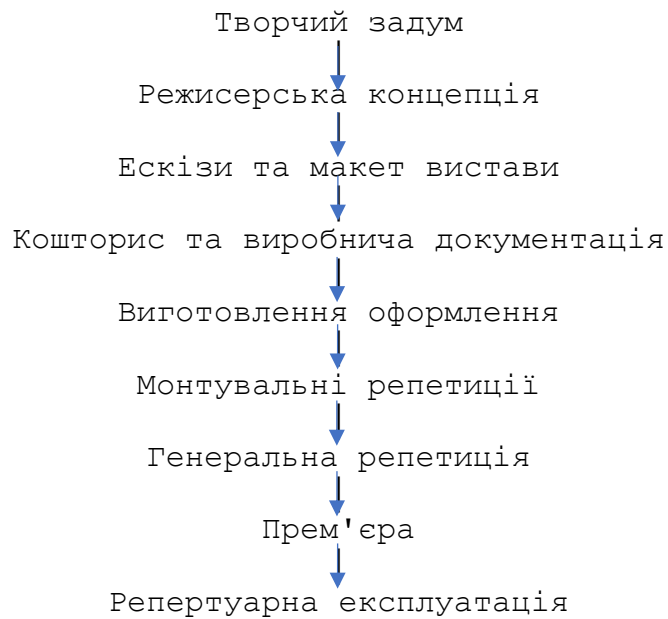 Творчий задум
Режисерська концепція
Ескізи та макет вистави
Кошторис та виробнича документація
Виготовлення оформлення
Монтувальні репетиції
Генеральна репетиція
Прем'єра
Репертуарна експлуатація